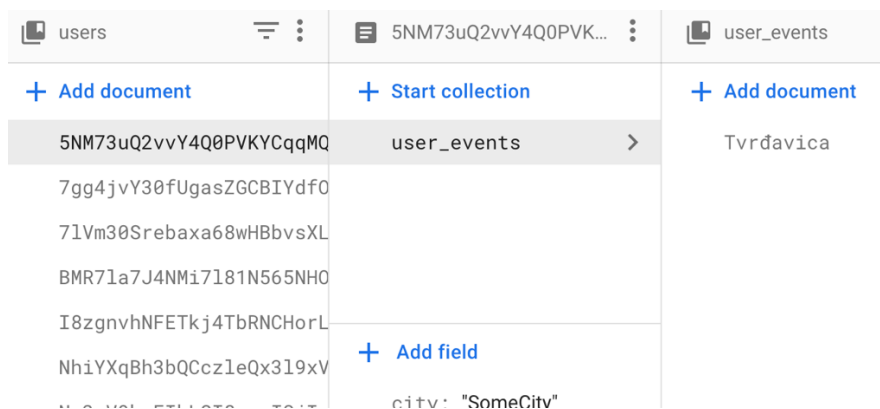 users
5NM73uQ2vvY4Q0PVK...
user_events
Add document
Start collection
Add document
5NM73uQ2vvY4Q0PVKYCqqMQ
user_events
Tvrđavica
7gg4jvY30fUgasZGCBIYdfO
7lVm30Srebaxa68wHBbvsXL
BMR7la7J4NMi7l81N565NHO
I8zgnvhNFETkj4TbRNCHorL
Add field
NhiYXqBh3bQCczleQx3l9xV
city: "SomeCity"